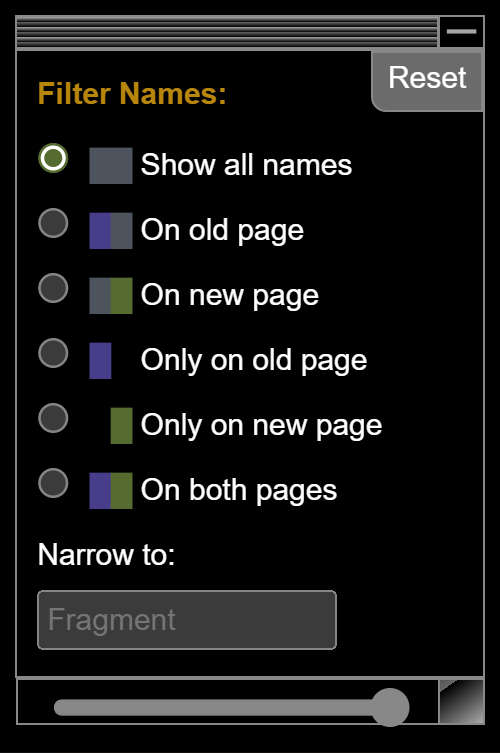 Reset
Filter Names:
Show all names
On old page
On new page
Only on old page
Only on new page
On both pages
Narrow to:
Fragment